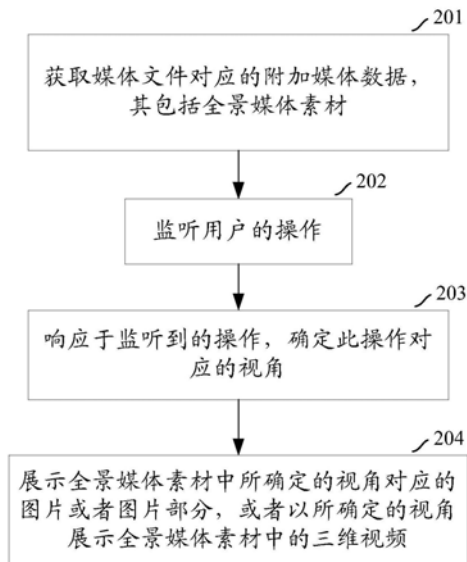 201
获取媒体文件对应的附加媒体数据，
其包括全景媒体素材
202
监听用户的操作
203
响应于监听到的操作，确定此操作对
应的视角
204
展示全景媒体素材中所确定的视角对应的
图片或者图片部分，或者以所确定的视角
展示全景媒体素材中的三维视频